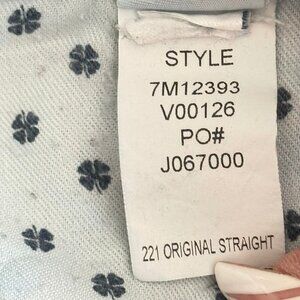 STYLE
7M12393
V00126
PO#
J067000
221 ORIGINAL STRAIGHT